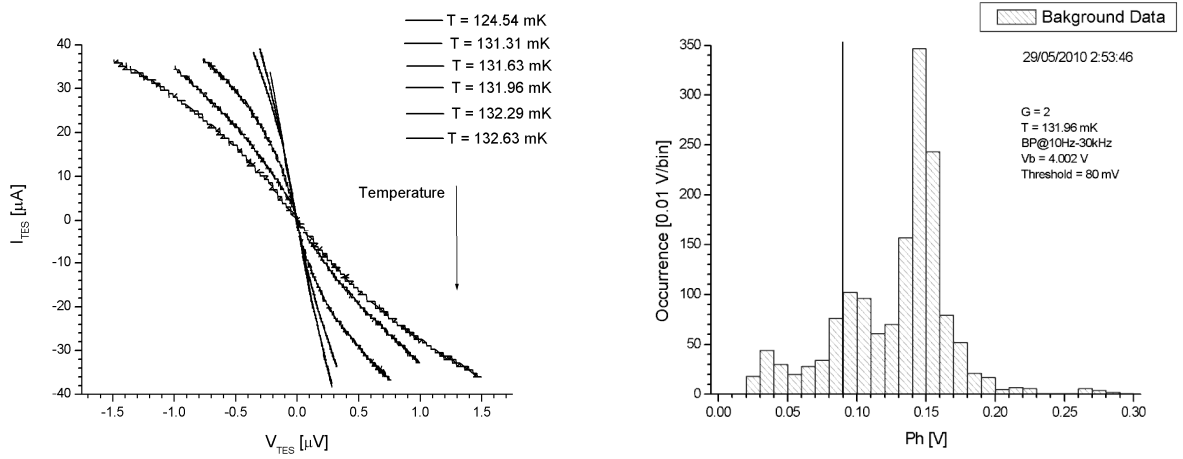 T = 124.54 mK
T = 131.31 mK
T = 131.63 mK
T = 131.96 mK
T = 132.29 mK
T = 132.63 mK
Temperature
40
30
20
10
0
-10
-20
-30
-40
I_TES [μA]
-1.5 -1.0 -0.5 0.0 0.5 1.0 1.5
V_TES [μV]
Bakground Data
29/05/2010 2:53:46
G = 2
T = 131.96 mK
BP@10Hz-30kHz
Vb = 4.002 V
Threshold = 80 mV
350
300
250
200
150
100
50
0
Occurrence [0.01 V/bin]
0.00 0.05 0.10 0.15 0.20 0.25 0.30
Ph [V]